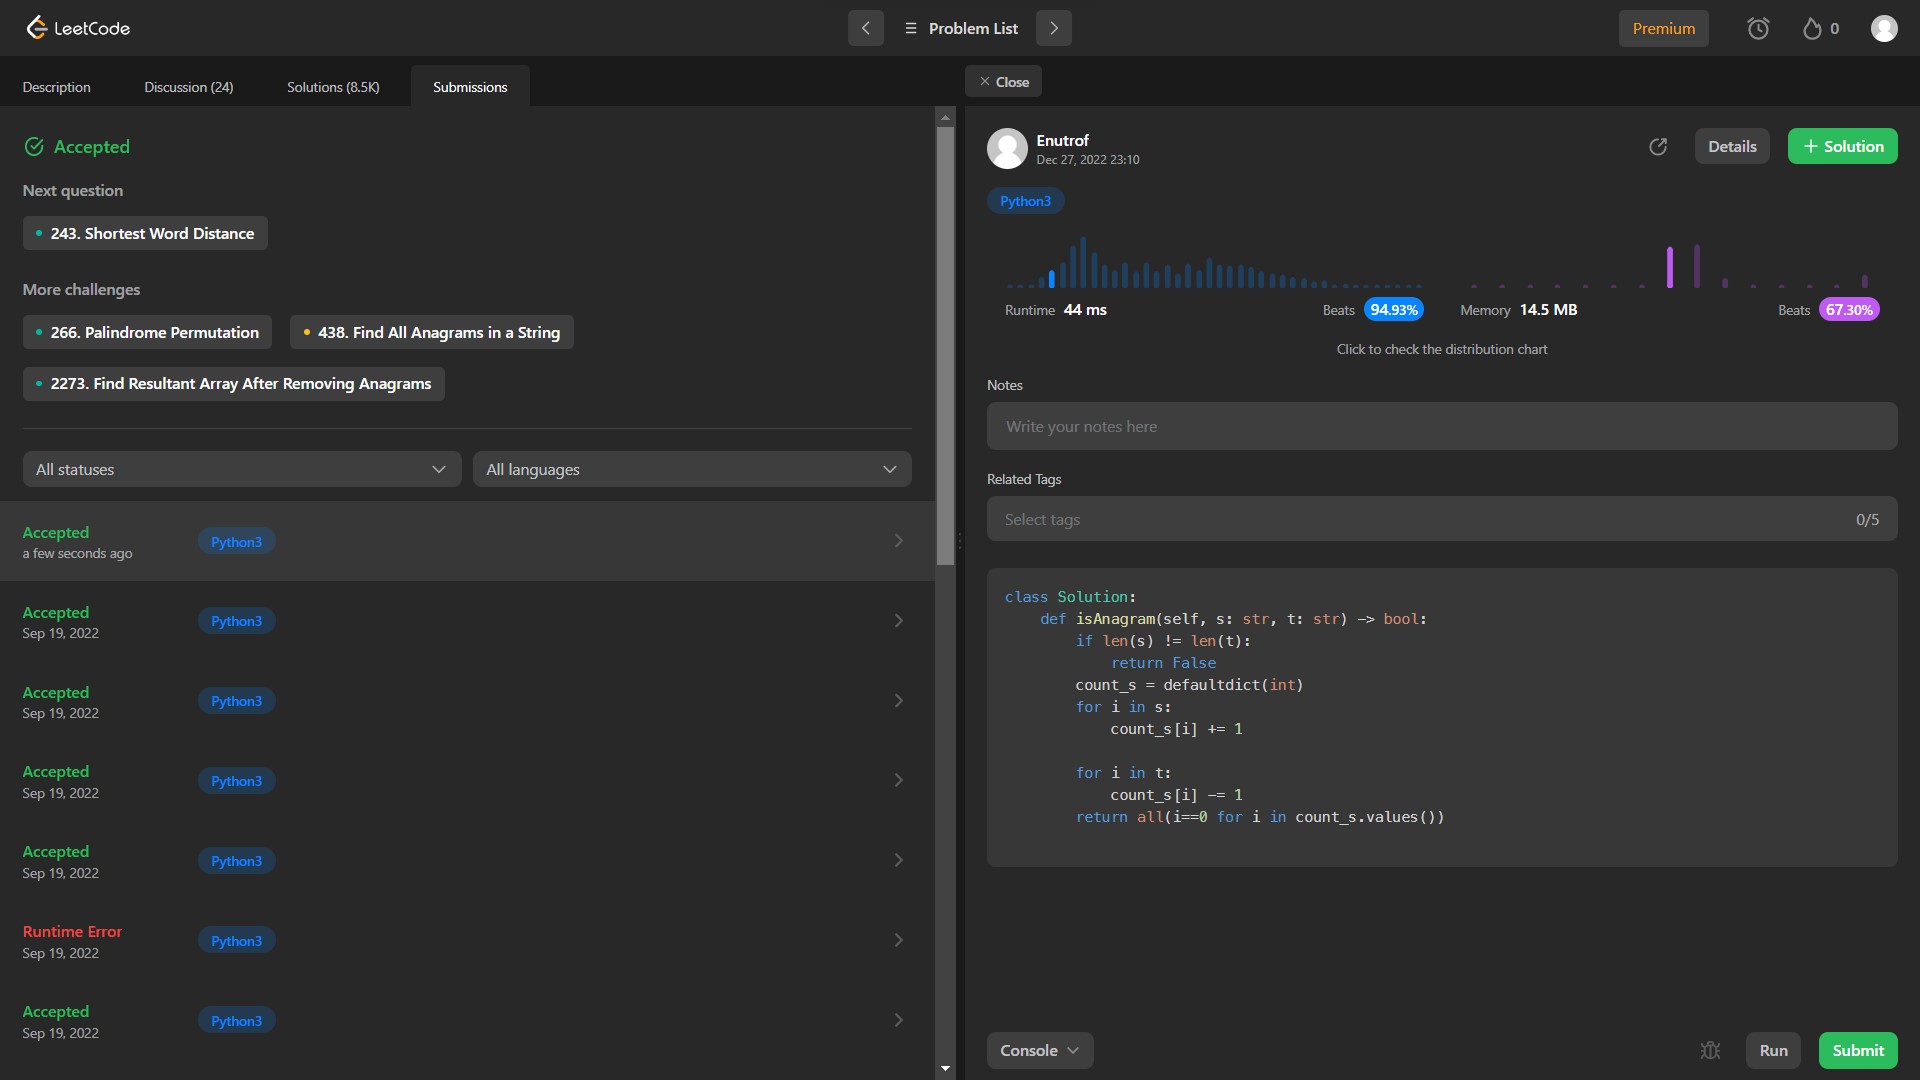 LeetCode
Problem List
Premium
0
Description
Discussion (24)
Solutions (8.5K)
Submissions
Close
Accepted
Next question
243. Shortest Word Distance
More challenges
266. Palindrome Permutation
438. Find All Anagrams in a String
2273. Find Resultant Array After Removing Anagrams
All statuses
All languages
Accepted
a few seconds ago
Python3
Accepted
Sep 19, 2022
Python3
Accepted
Sep 19, 2022
Python3
Accepted
Sep 19, 2022
Python3
Accepted
Sep 19, 2022
Python3
Runtime Error
Sep 19, 2022
Python3
Accepted
Sep 19, 2022
Python3
Enutrof
Dec 27, 2022 23:10
Details
+ Solution
Python3
Runtime 44 ms
Beats 94.93%
Memory 14.5 MB
Beats 67.30%
Click to check the distribution chart
Notes
Write your notes here
Related Tags
Select tags
0/5
class Solution:
    def isAnagram(self, s: str, t: str) -> bool:
        if len(s) != len(t):
            return False
        count_s = defaultdict(int)
        for i in s:
            count_s[i] += 1
        for i in t:
            count_s[i] -= 1
        return all(i==0 for i in count_s.values())
Console
Run
Submit